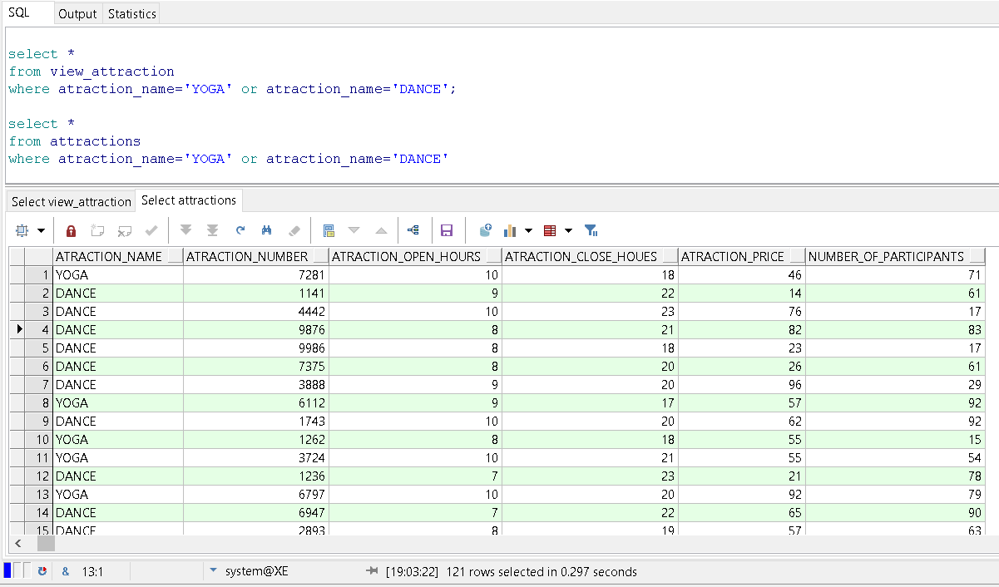 SQL Output Statistics
select *
from view_attraction
where atraction_name='YOGA' or atraction_name='DANCE';
select *
from attractions
where atraction_name='YOGA' or atraction_name='DANCE'
Select view_attraction Select attractions
ATRACTION_NAME ATRACTION_NUMBER ATRACTION_OPEN_HOURS ATRACTION_CLOSE_HOUES ATRACTION_PRICE NUMBER_OF_PARTICIPANTS
1 YOGA 7281 10 18 46 71
2 DANCE 1141 9 22 14 61
3 DANCE 4442 10 23 76 17
4 DANCE 9876 8 21 82 83
5 DANCE 9986 8 18 23 17
6 DANCE 7375 8 20 26 61
7 DANCE 3888 9 20 96 29
8 YOGA 6112 9 17 57 92
9 DANCE 1743 10 20 62 92
10 YOGA 1262 8 18 55 15
11 YOGA 3724 10 21 55 54
12 DANCE 1236 7 23 21 78
13 YOGA 6797 10 20 92 79
14 DANCE 6947 7 22 65 90
15 DANCE 2893 8 19 57 63
& 13:1 system@XE [19:03:22] 121 rows selected in 0.297 seconds